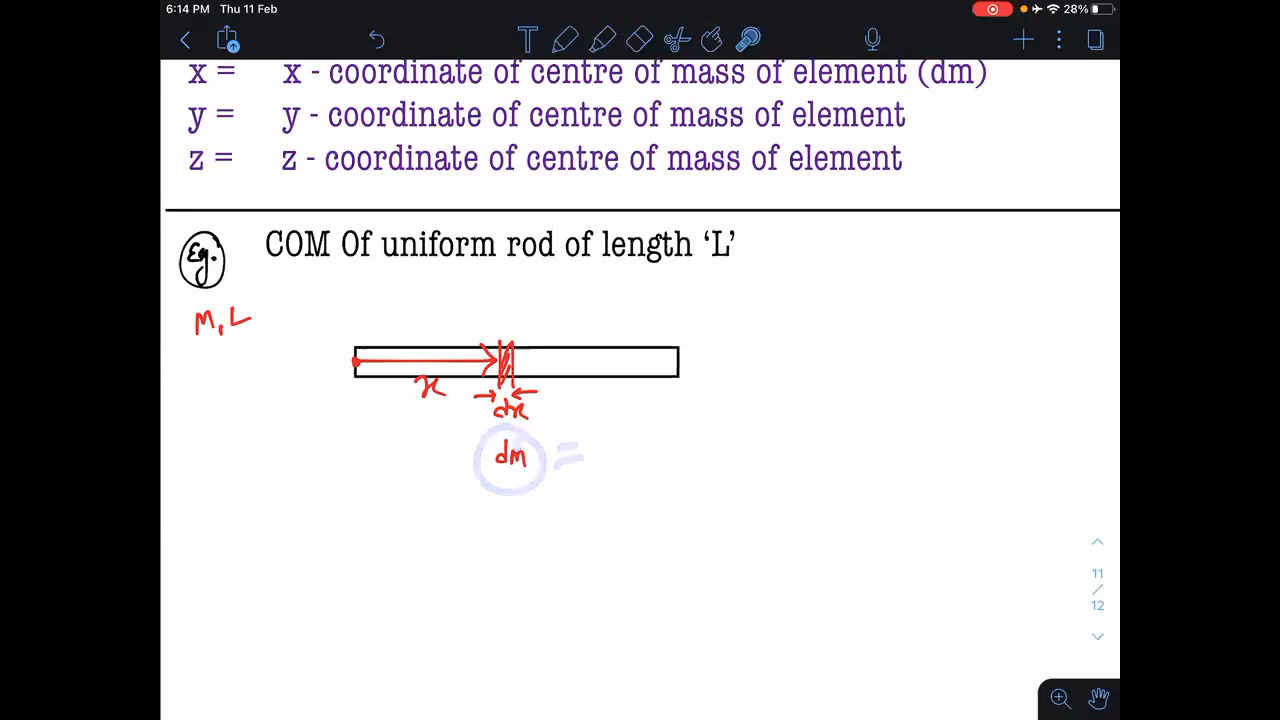 6:14 PM Thu 11 Feb 28%
x = x - coordinate of centre of mass of element (dm)
y = y - coordinate of centre of mass of element
z = z - coordinate of centre of mass of element
Eg. COM Of uniform rod of length ‘L’
M, L
x
dx
dm =
11
/
12